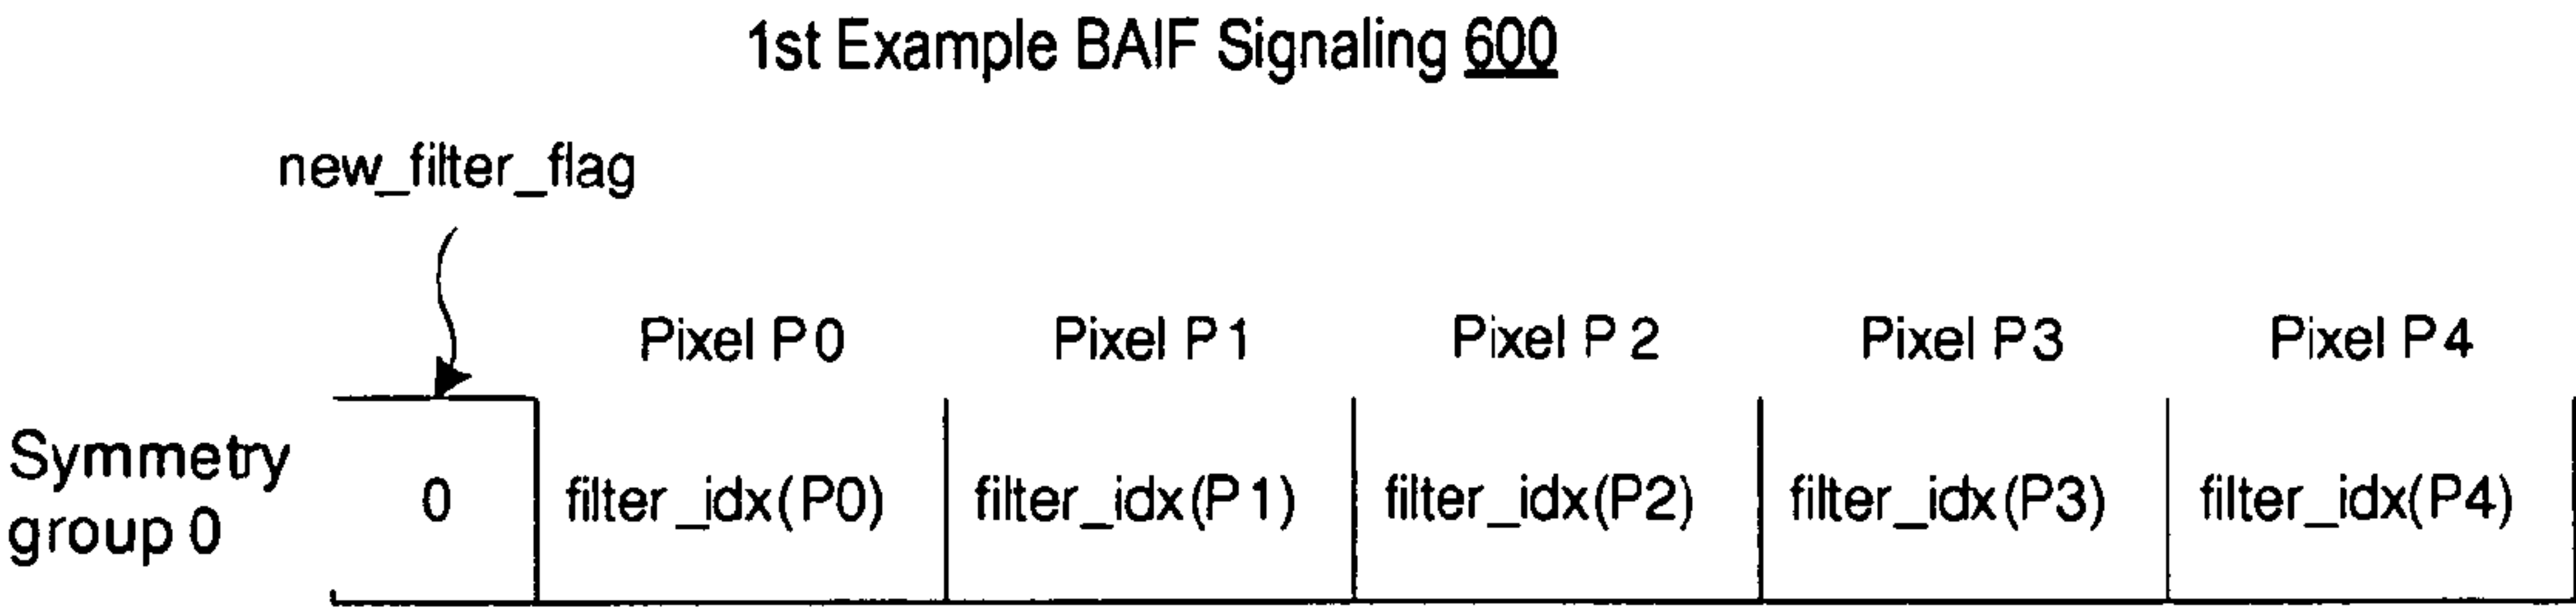 1st Example BAIF Signaling 600
new_filter_flag
Pixel P0 Pixel P1 Pixel P2 Pixel P3 Pixel P4
Symmetry
group 0
0 filter_idx(P0) filter_idx(P1) filter_idx(P2) filter_idx(P3) filter_idx(P4)